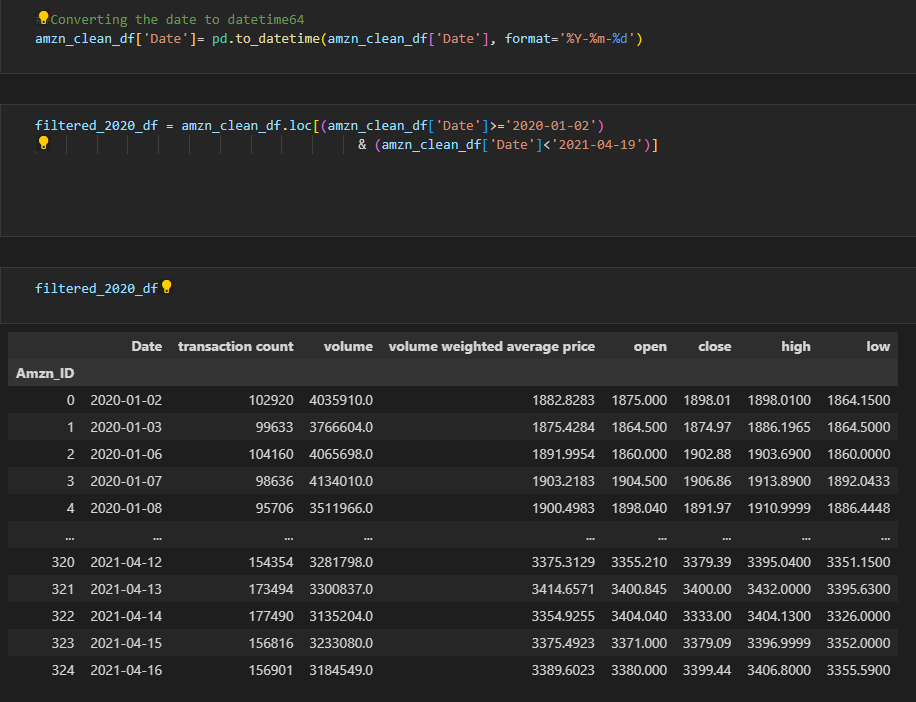 #Converting the date to datetime64
amzn_clean_df['Date']= pd.to_datetime(amzn_clean_df['Date'], format='%Y-%m-%d')
filtered_2020_df = amzn_clean_df.loc[(amzn_clean_df['Date']>='2020-01-02')
& (amzn_clean_df['Date']<'2021-04-19')]
filtered_2020_df
Date transaction count volume volume weighted average price open close high low
Amzn_ID
0 2020-01-02 102920 4035910.0 1882.8283 1875.000 1898.01 1898.0100 1864.1500
1 2020-01-03 99633 3766604.0 1875.4284 1864.500 1874.97 1886.1965 1864.5000
2 2020-01-06 104160 4065698.0 1891.9954 1860.000 1902.88 1903.6900 1860.0000
3 2020-01-07 98636 4134010.0 1903.2183 1904.500 1906.86 1913.8900 1892.0433
4 2020-01-08 95706 3511966.0 1900.4983 1898.040 1891.97 1910.9999 1886.4448
... ... ... ... ... ... ... ... ...
320 2021-04-12 154354 3281798.0 3375.3129 3355.210 3379.39 3395.0400 3351.1500
321 2021-04-13 173494 3300837.0 3414.6571 3400.845 3400.00 3432.0000 3395.6300
322 2021-04-14 177490 3135204.0 3354.9255 3404.040 3333.00 3404.1300 3326.0000
323 2021-04-15 156816 3233080.0 3375.4923 3371.000 3379.09 3396.9999 3352.0000
324 2021-04-16 156901 3184549.0 3389.6023 3380.000 3399.44 3406.8000 3355.5900